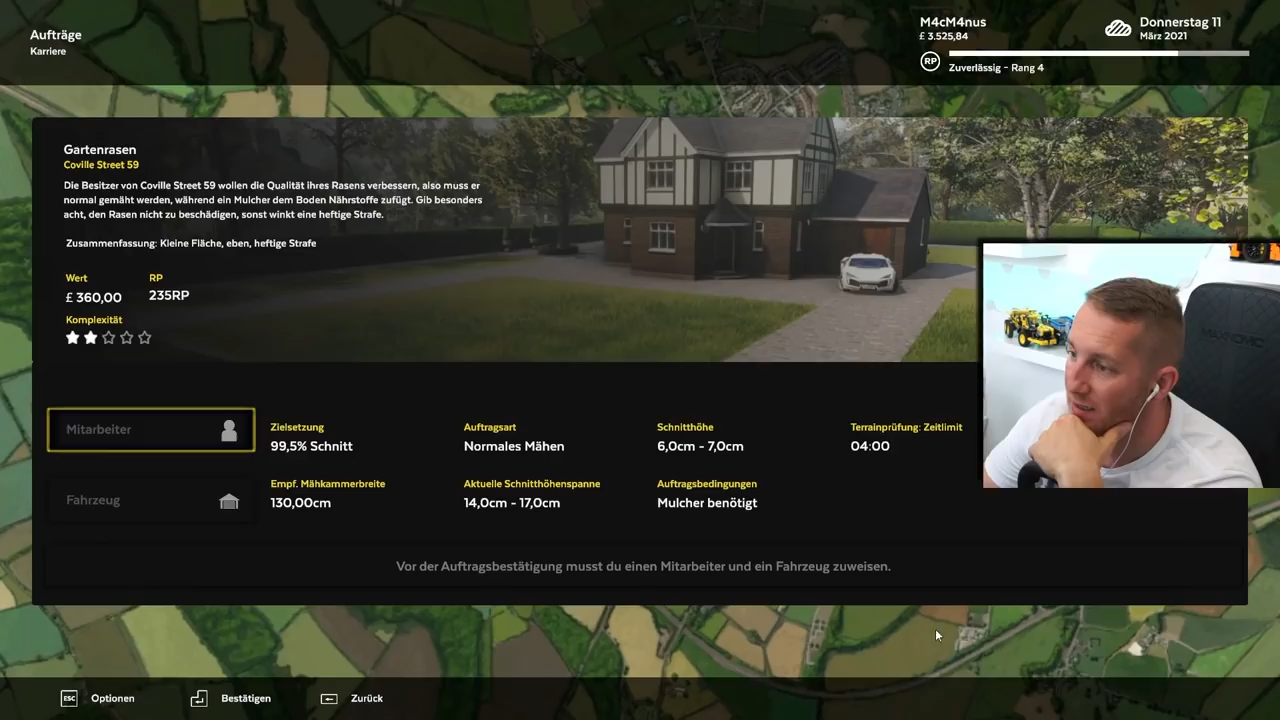 Aufträge
Karriere
M4cM4nus
£ 3.525,84
Donnerstag 11
März 2021
RP
Zuverlässig - Rang 4
Gartenrasen
Coville Street 59
Die Besitzer von Coville Street 59 wollen die Qualität ihres Rasens verbessern, also muss er
normal gemäht werden, während ein Mulcher dem Boden Nährstoffe zufügt. Gib besonders
acht, den Rasen nicht zu beschädigen, sonst winkt eine heftige Strafe.
Zusammenfassung: Kleine Fläche, eben, heftige Strafe
Wert
RP
£ 360,00
235RP
Komplexität
Mitarbeiter
Zielsetzung
Auftragsart
Schnitthöhe
Terrainprüfung: Zeitlimit
99,5% Schnitt
Normales Mähen
6,0cm - 7,0cm
04:00
Fahrzeug
Empf. Mähkammerbreite
Aktuelle Schnitthöhenspanne
Auftragsbedingungen
130,00cm
14,0cm - 17,0cm
Mulcher benötigt
Vor der Auftragsbestätigung musst du einen Mitarbeiter und ein Fahrzeug zuweisen.
ESC
Optionen
Bestätigen
Zurück